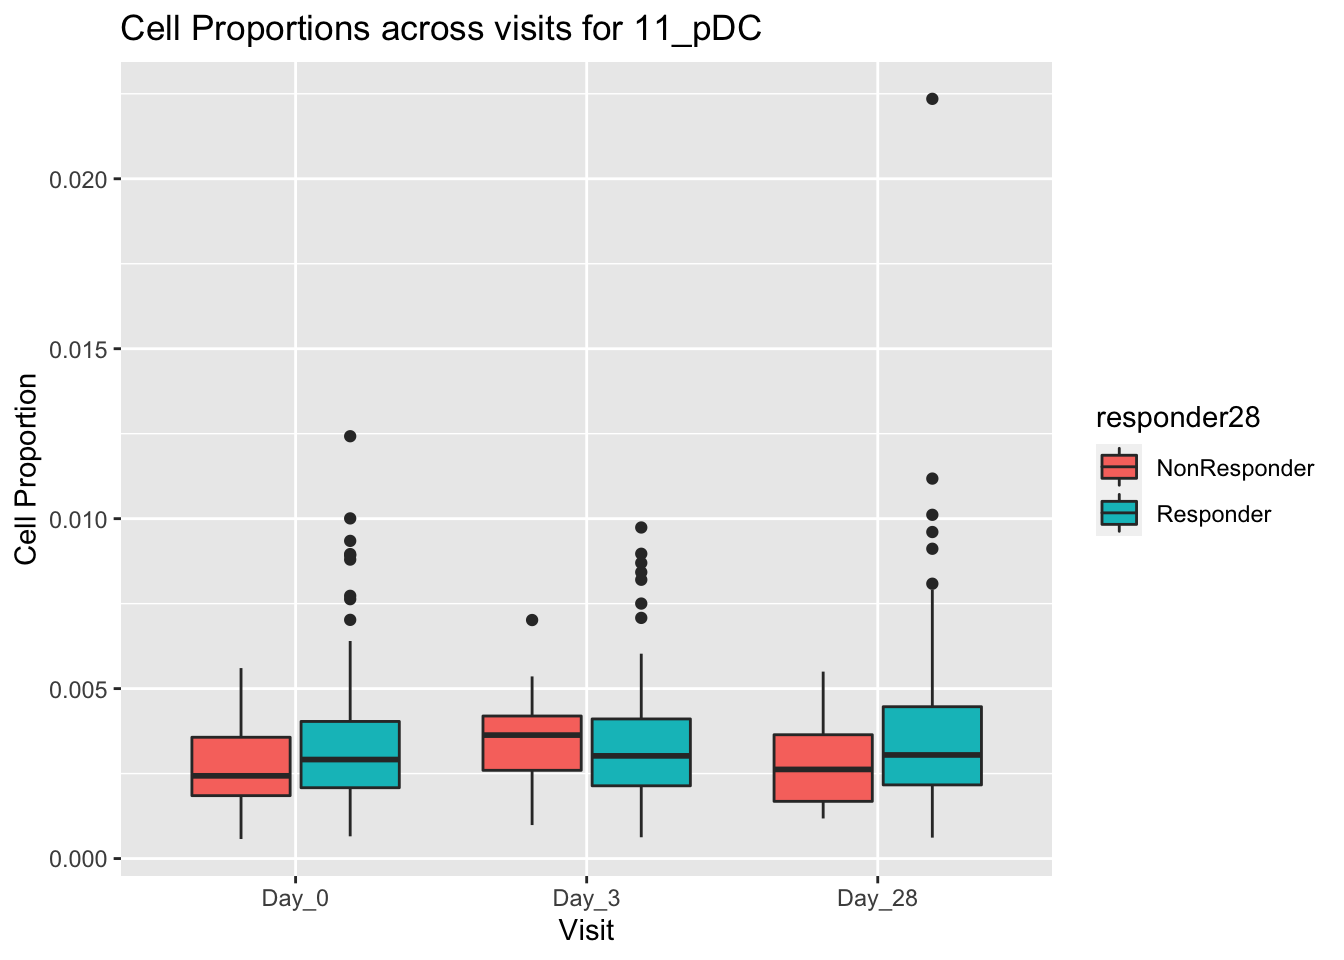 Cell Proportions across visits for 11_pDC
0.020
0.015
0.010
0.005
0.000
Cell Proportion
Day_0
Day_3
Day_28
Visit
responder28
NonResponder
Responder